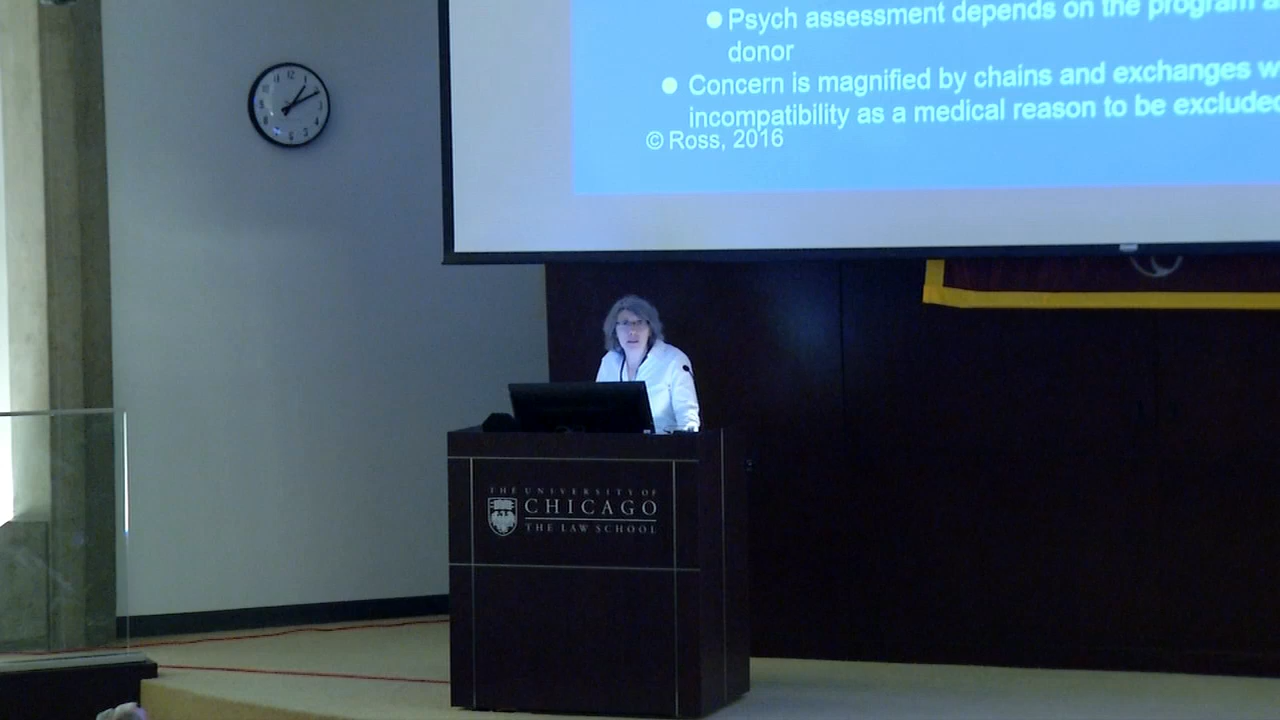 Psych assessment depends on the program a
donor
Concern is magnified by chains and exchanges w
incompatibility as a medical reason to be excluded
© Ross, 2016
THE UNIVERSITY OF
CHICAGO
THE LAW SCHOOL